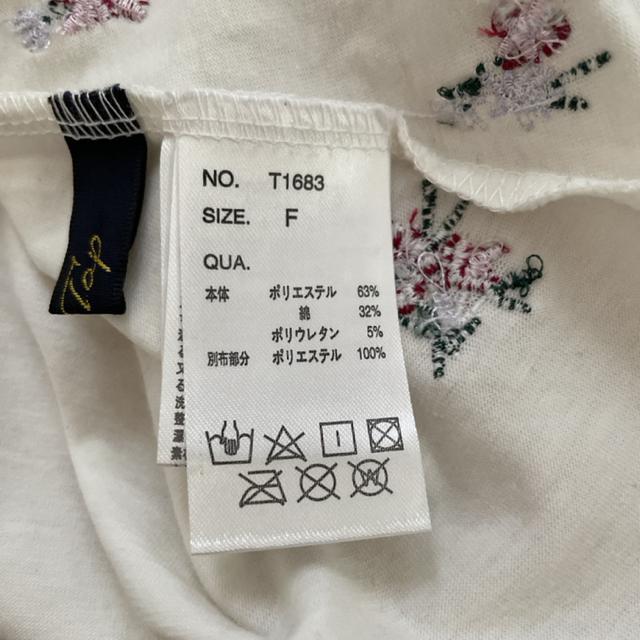 NO. T1683
SIZE. F
QUA.
本体 ポリエステル 63%
綿 32%
ポリウレタン 5%
別布部分 ポリエステル 100%
Top